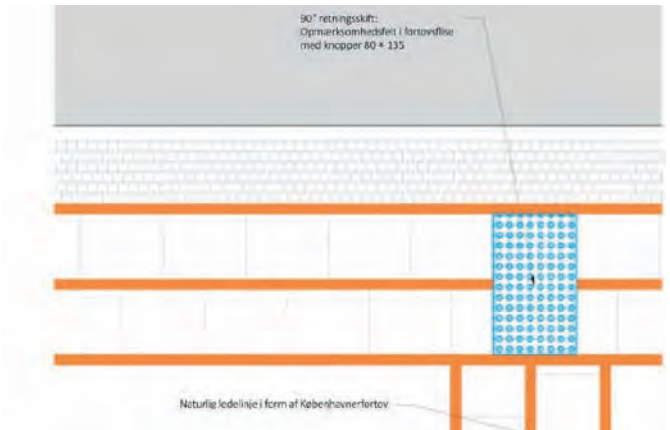 90° retningsskift:
Opmærksomhedsfelt i fortovsflise
med knopper 80 × 135
Naturlig ledelinje i form af Københavnerfortov